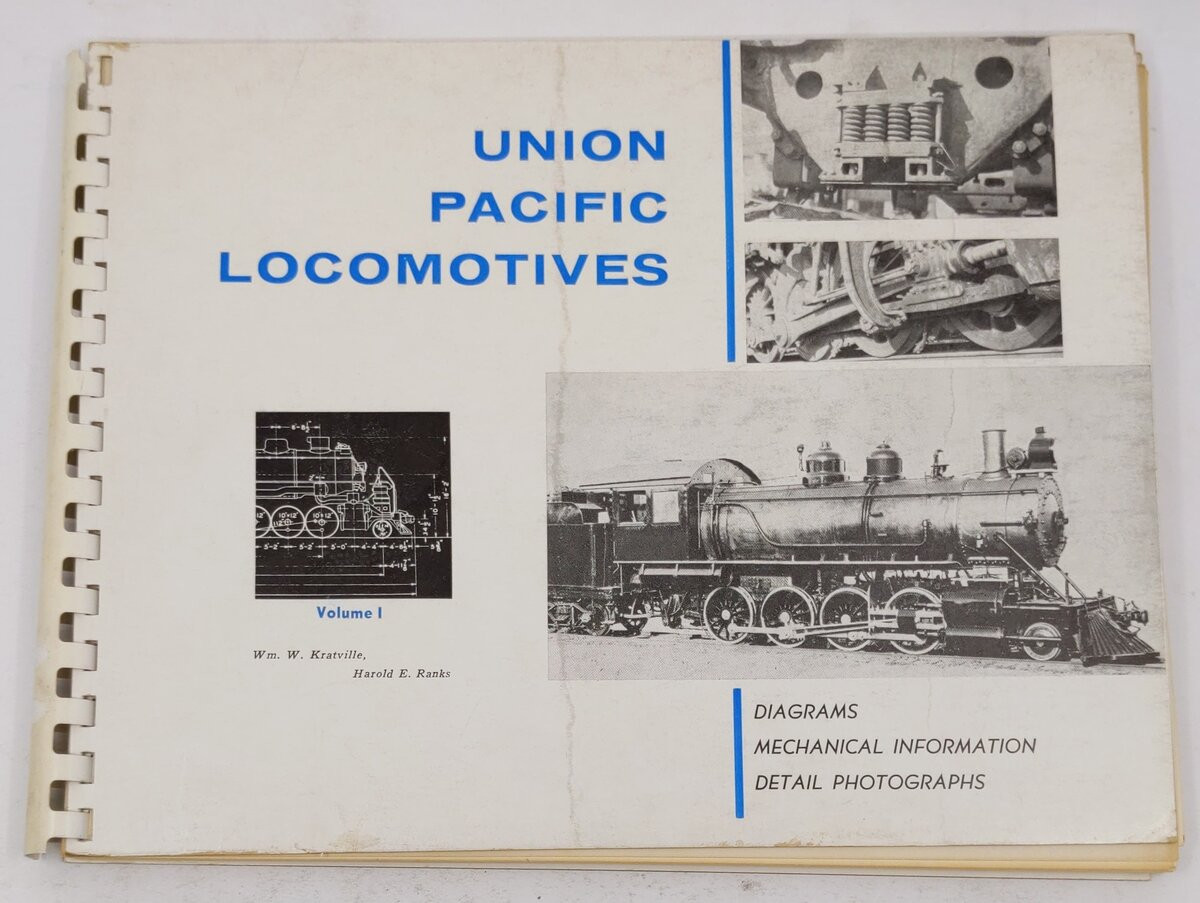 UNION
PACIFIC
LOCOMOTIVES
Volume I
Wm. W. Kratville,
Harold E. Ranks
DIAGRAMS
MECHANICAL INFORMATION
DETAIL PHOTOGRAPHS